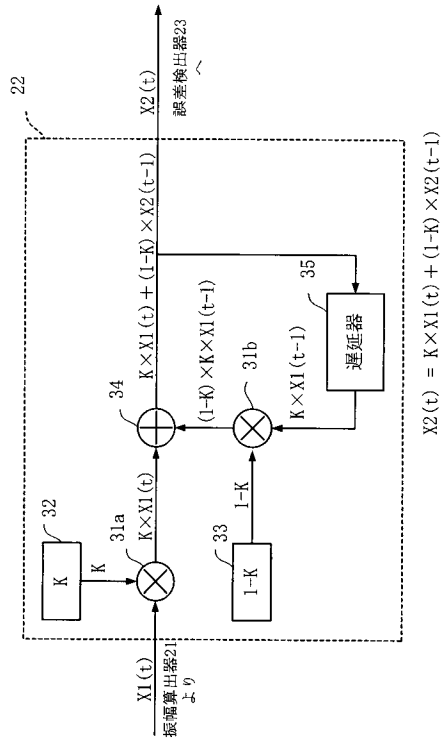 22
X1(t)
振幅算出器21
より
32
K
K
31a
K×X1(t)
34
K×X1(t)+(1-K)×X2(t-1)
X2(t)
誤差検出器23
へ
(1-K)×K×X1(t-1)
33
1-K
1-K
31b
K×X1(t-1)
35
遅延器
X2(t) = K×X1(t)+(1-K)×X2(t-1)